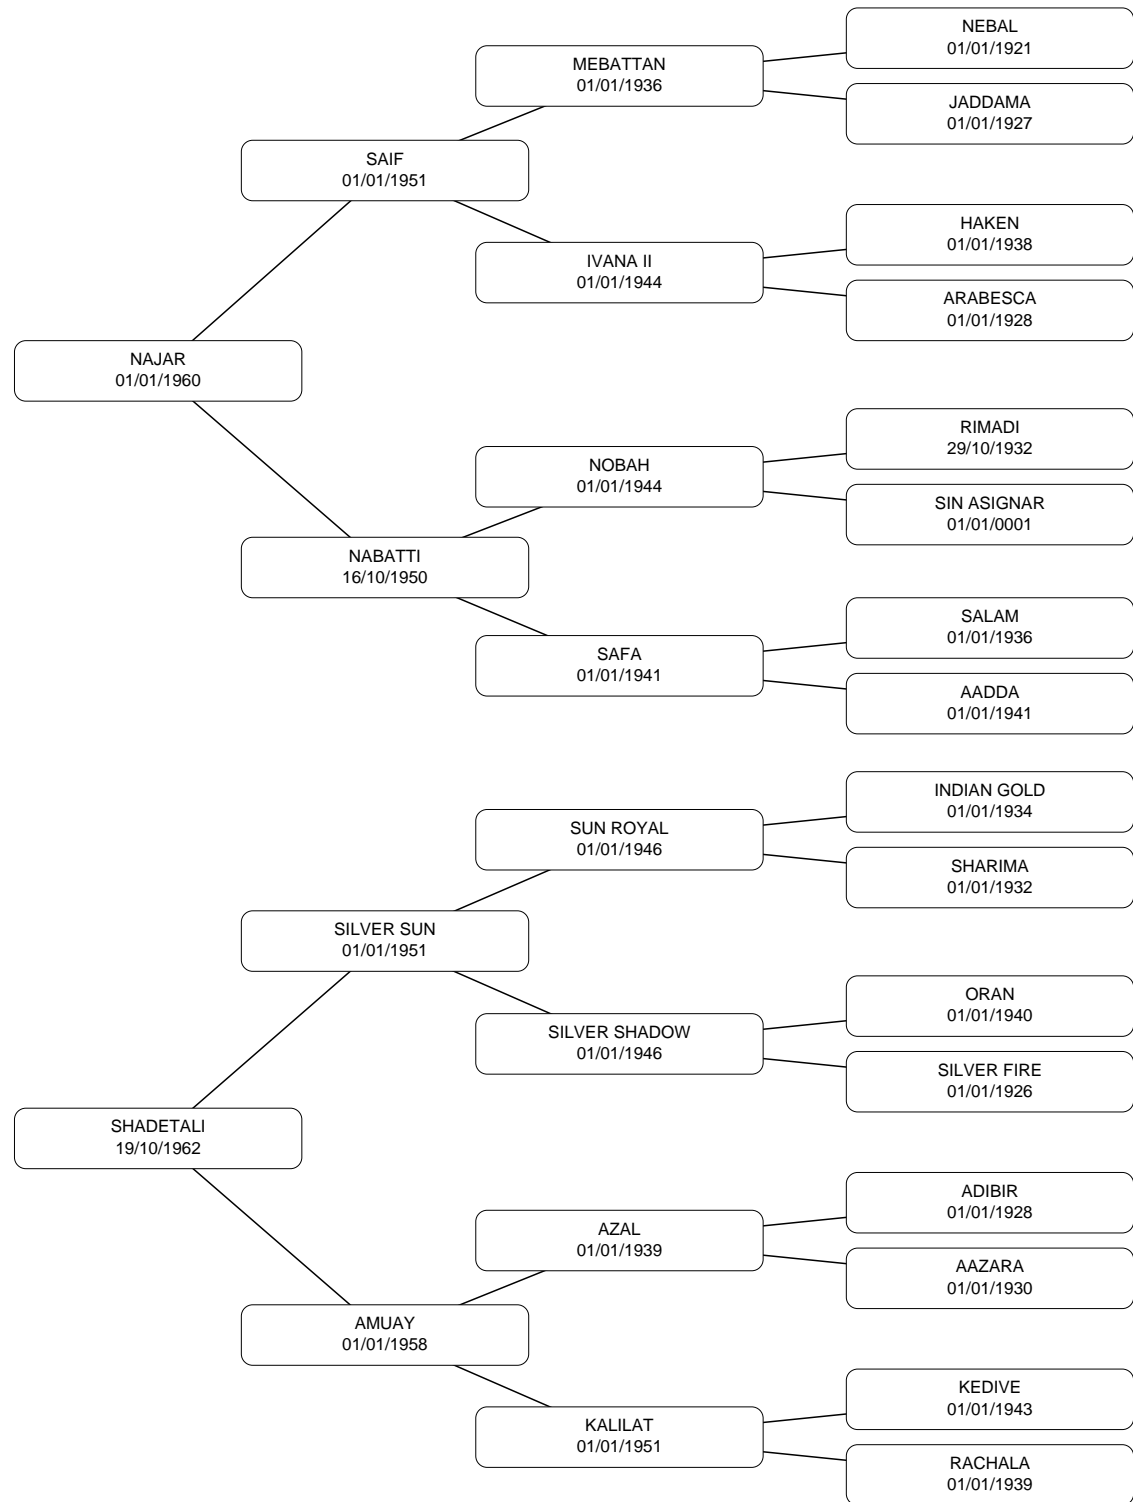 NEBAL
01/01/1921
MEBATTAN
01/01/1936
JADDAMA
01/01/1927
SAIF
01/01/1951
HAKEN
01/01/1938
IVANA II
01/01/1944
ARABESCA
01/01/1928
NAJAR
01/01/1960
RIMADI
29/10/1932
NOBAH
01/01/1944
SIN ASIGNAR
01/01/0001
NABATTI
16/10/1950
SALAM
01/01/1936
SAFA
01/01/1941
AADDA
01/01/1941
INDIAN GOLD
01/01/1934
SUN ROYAL
01/01/1946
SHARIMA
01/01/1932
SILVER SUN
01/01/1951
ORAN
01/01/1940
SILVER SHADOW
01/01/1946
SILVER FIRE
01/01/1926
SHADETALI
19/10/1962
ADIBIR
01/01/1928
AZAL
01/01/1939
AAZARA
01/01/1930
AMUAY
01/01/1958
KEDIVE
01/01/1943
KALILAT
01/01/1951
RACHALA
01/01/1939